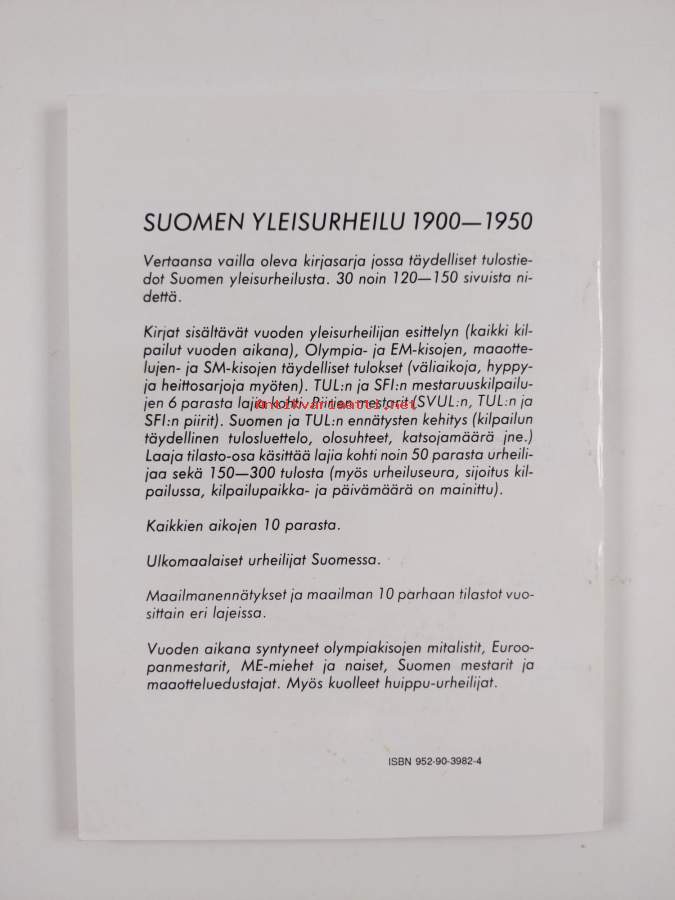 SUOMEN YLEISURHEILU 1900—1950
Vertaansa vailla oleva kirjasarja jossa täydelliset tulostie-
dot Suomen yleisurheilusta. 30 noin 120—150 sivuista ni-
dettä.
Kirjat sisältävät vuoden yleisurheilijan esittelyn (kaikki kil-
pailut vuoden aikana), Olympia- ja EM-kisojen, maaotte-
lujen- ja SM-kisojen täydelliset tulokset (väliaikoja, hyppy-
ja heittosarjoja myöten). TUL:n ja SFI:n mestaruuskilpailu-
jen 6 parasta lajia kohti. Piirien mestarit (SVUL:n, TUL:n ja
antikvariaatti.net
SFI:n piirit). Suomen ja TUL:n ennätysten kehitys (kilpailun
täydellinen tulosluettelo, olosuhteet, katsojamäärä jne.)
Laaja tilasto-osa käsittää lajia kohti noin 50 parasta urheili-
jaa sekä 150—300 tulosta (myös urheiluseura, sijoitus kil-
pailussa, kilpailupaikka- ja päivämäärä on mainittu).
Kaikkien aikojen 10 parasta.
Ulkomaalaiset urheilijat Suomessa.
Maailmanennätykset ja maailman 10 parhaan tilastot vuo-
sittain eri lajeissa.
Vuoden aikana syntyneet olympiakisojen mitalistit, Euroo-
panmestarit, ME-miehet ja naiset, Suomen mestarit ja
maaotteluedustajat. Myös kuolleet huippu-urheilijat.
ISBN 952-90-3982-4